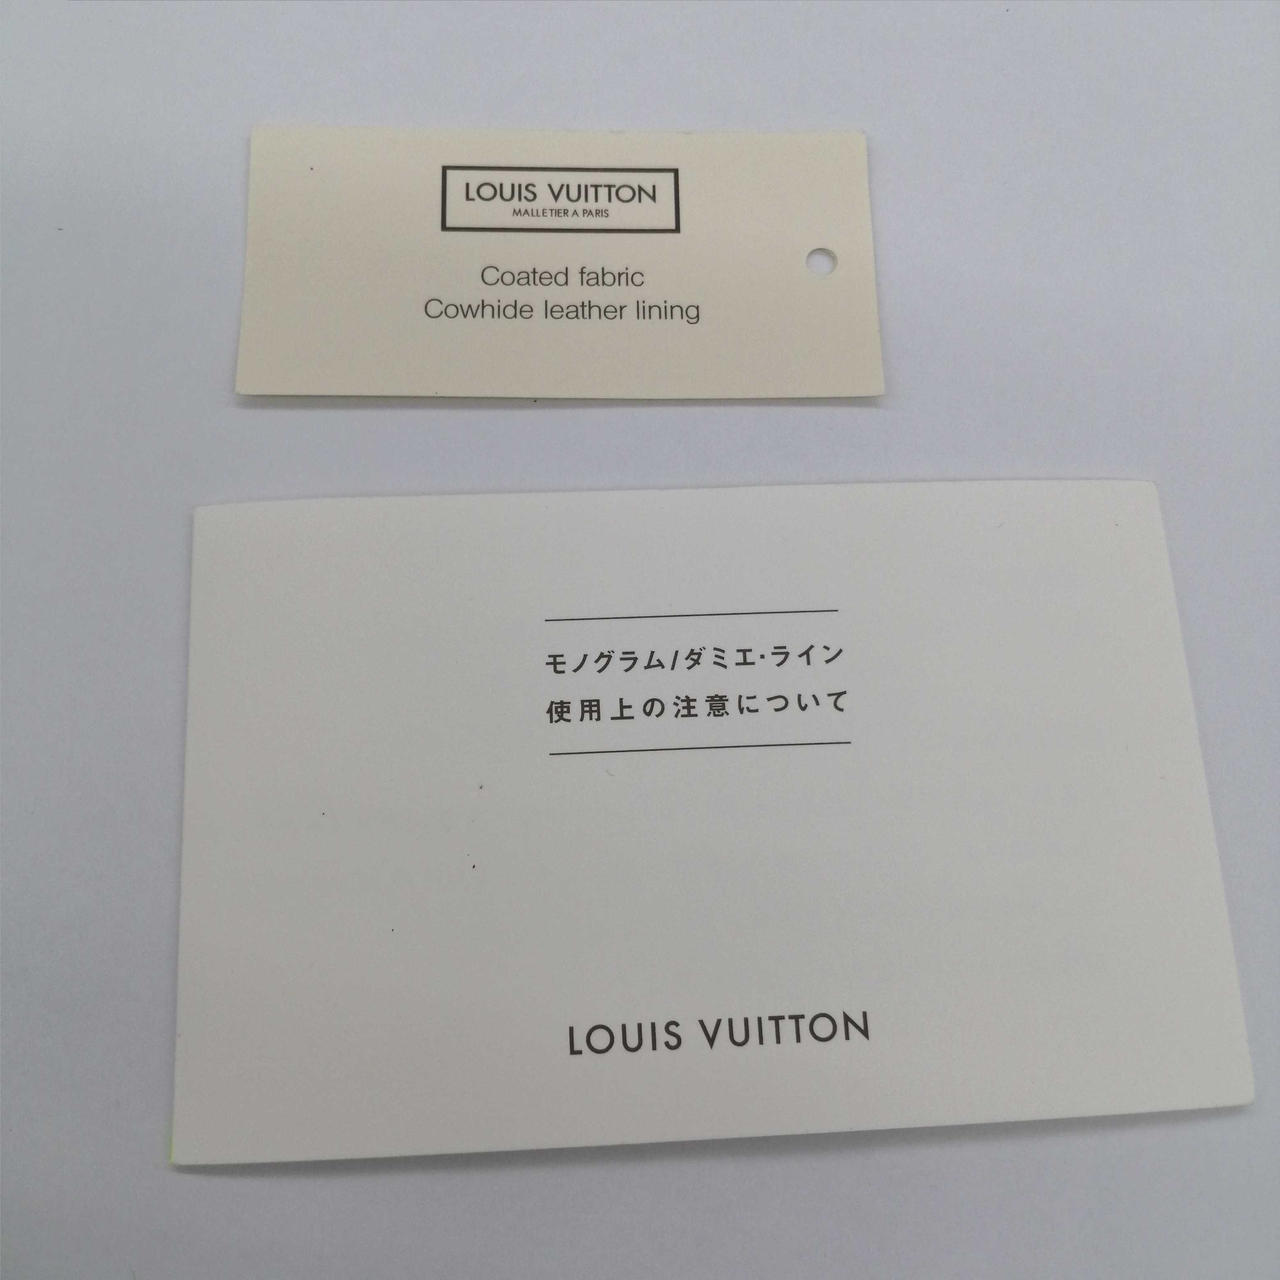 LOUIS VUITTON
MALLETIER A PARIS
Coated fabric
Cowhide leather lining
モノグラム/ダミエ・ライン
使用上の注意について
LOUIS VUITTON